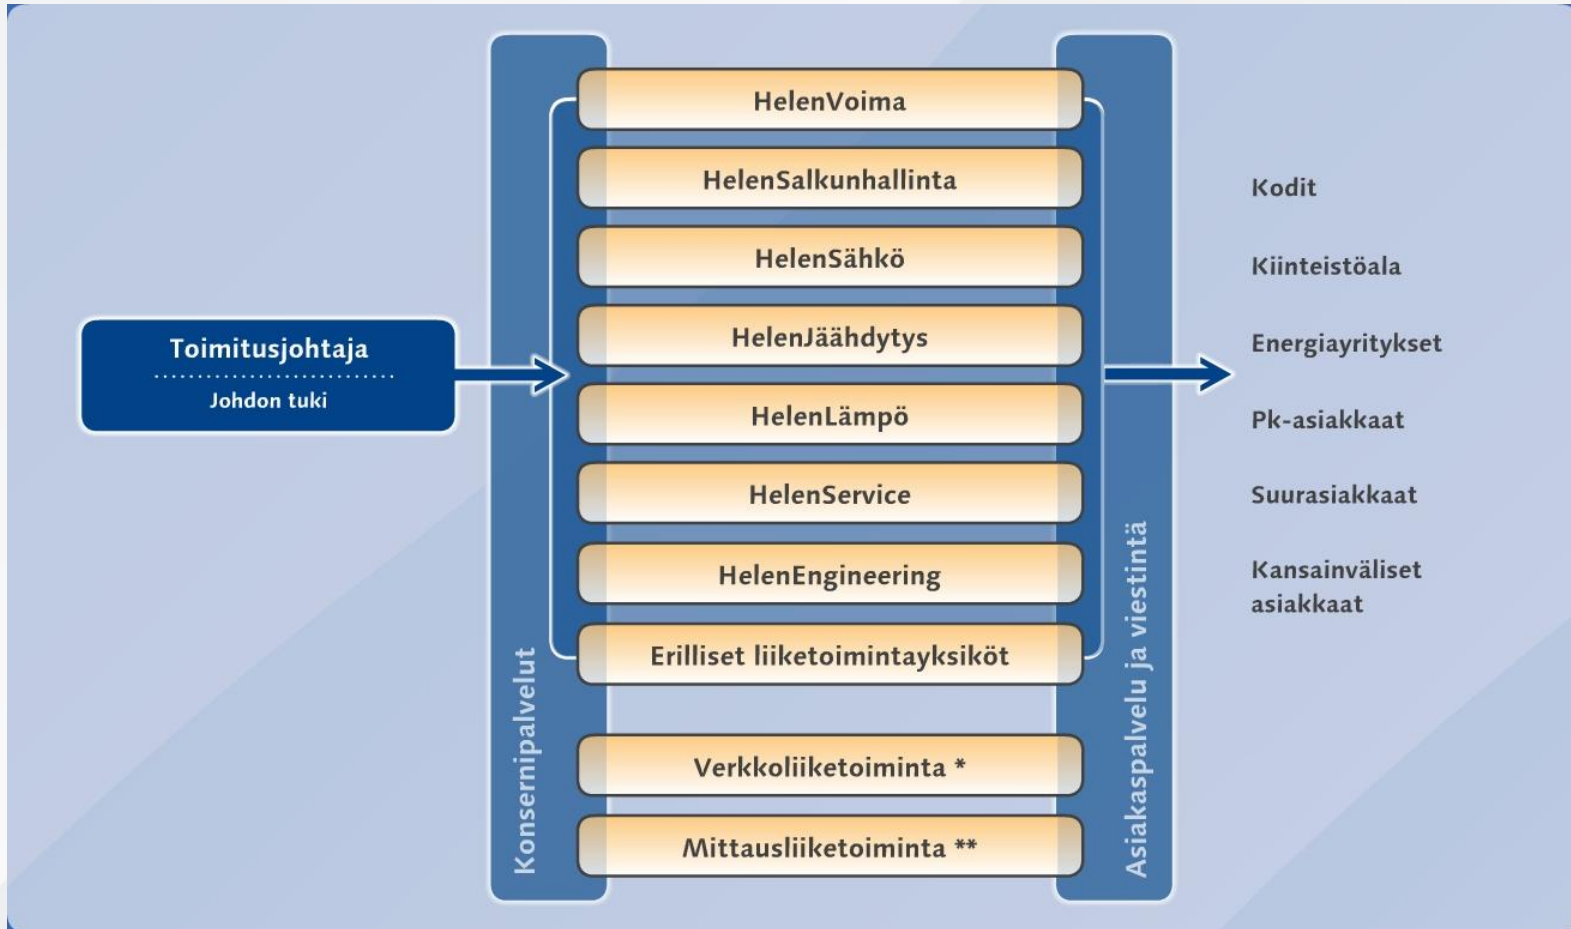 Toimitusjohtaja
Johdon tuki
Konsernipalvelut
HelenVoima
HelenSalkunhallinta
HelenSähkö
HelenJäähdytys
HelenLämpö
HelenService
HelenEngineering
Erilliset liiketoimintayksiköt
Verkkoliiketoiminta *
Mittausliiketoiminta **
Asiakaspalvelu ja viestintä
Kodit
Kiinteistöala
Energiayritykset
Pk-asiakkaat
Suurasiakkaat
Kansainväliset
asiakkaat